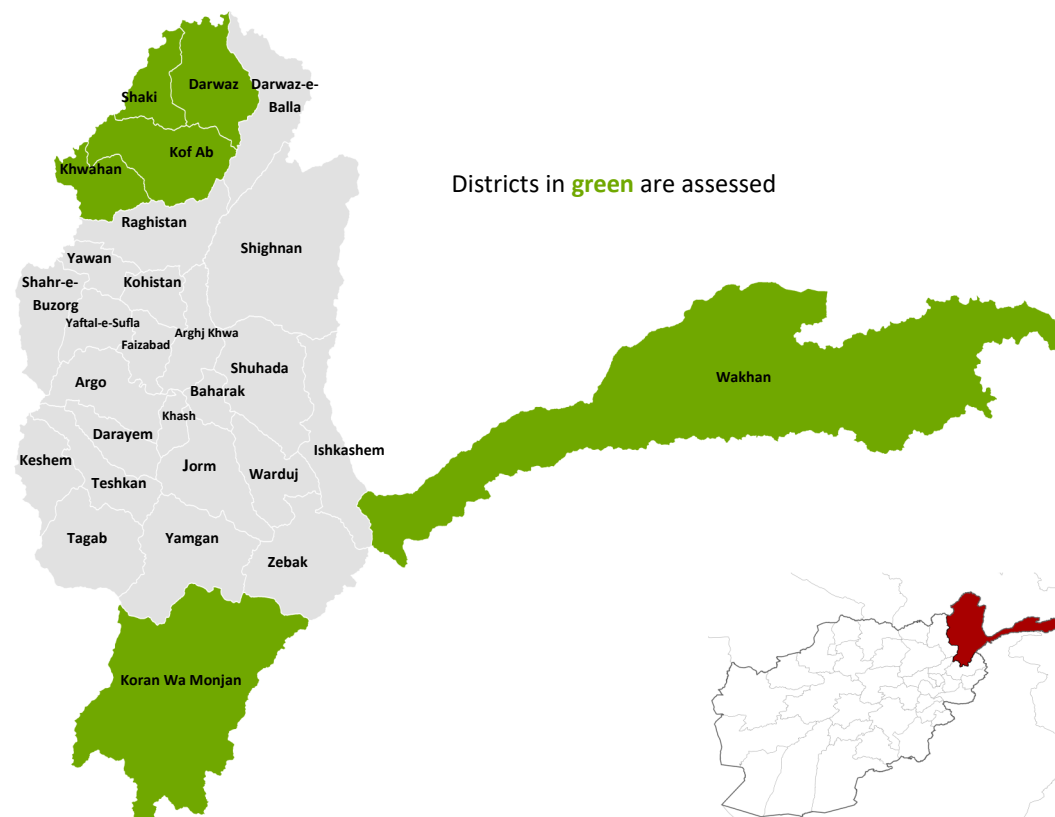 Darwaz
Darwaz-e-
Balla
Shaki
Kof Ab
Khwahan
Districts in green are assessed
Raghistan
Shighnan
Yawan
Shahr-e-
Buzorg
Kohistan
Yaftal-e-Sufla
Faizabad
Arghj Khwa
Shuhada
Wakhan
Argo
Baharak
Khash
Darayem
Ishkashem
Keshem
Jorm
Warduj
Teshkan
Tagab
Yamgan
Zebak
Koran Wa Monjan